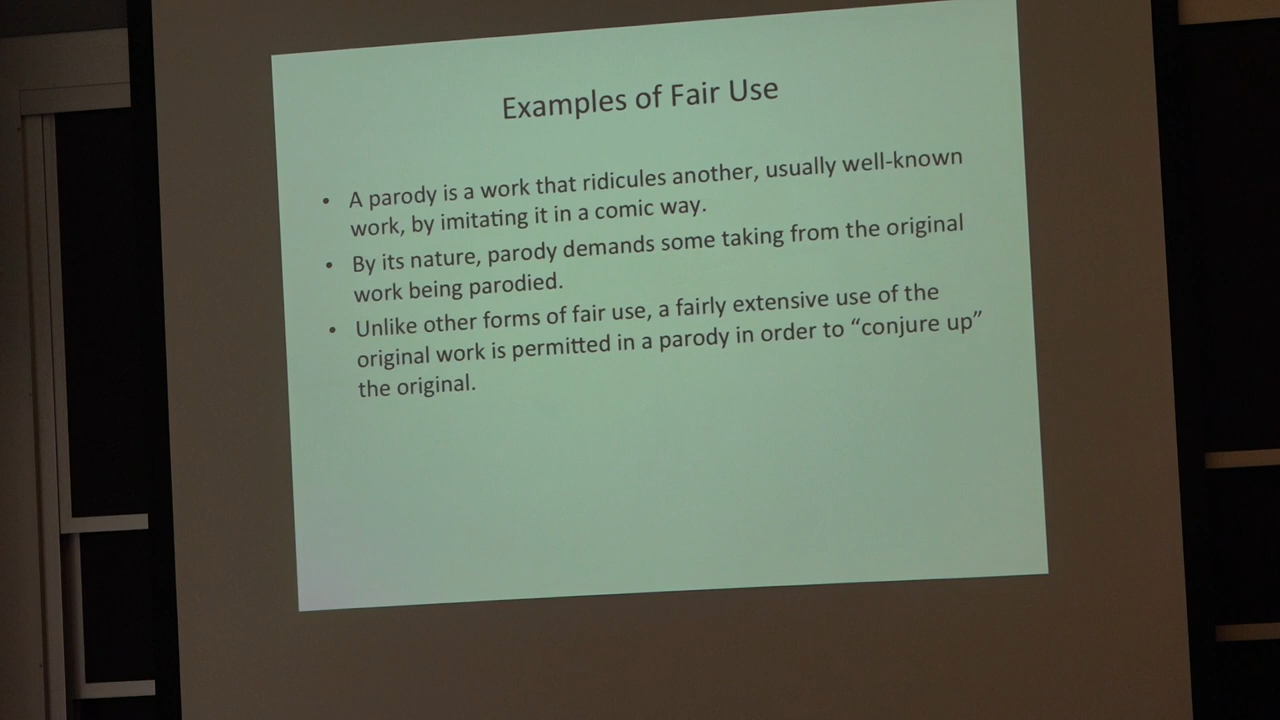 Examples of Fair Use
• A parody is a work that ridicules another, usually well-known
work, by imitating it in a comic way.
• By its nature, parody demands some taking from the original
work being parodied.
• Unlike other forms of fair use, a fairly extensive use of the
original work is permitted in a parody in order to “conjure up”
the original.